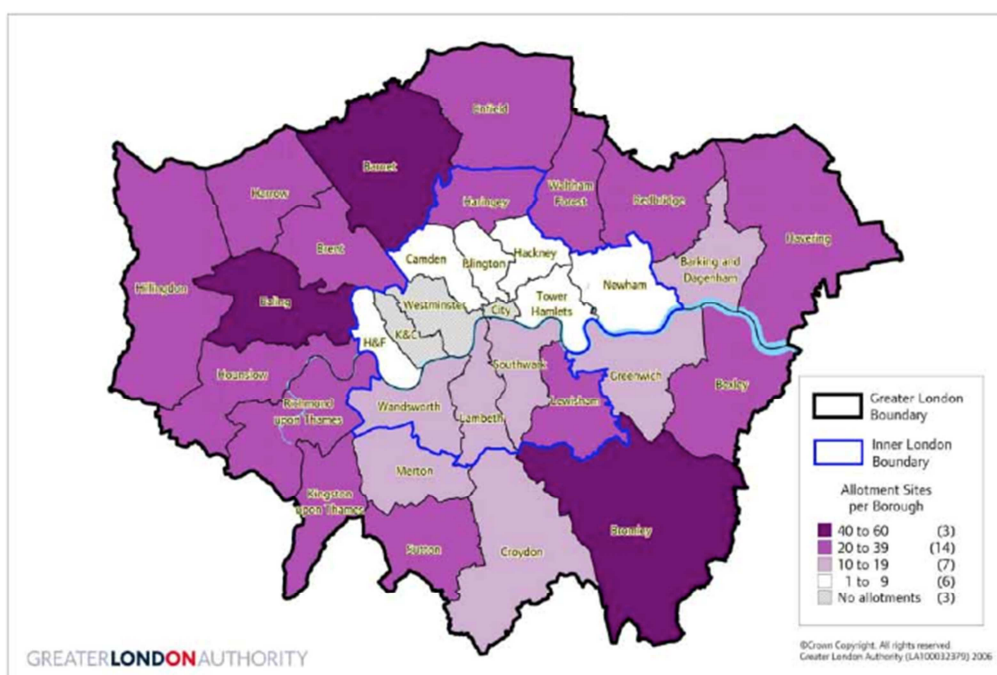 Enfield
Barnet
Harrow
Haringey
Waltham
Forest
Redbridge
Havering
Brent
Camden
Islington
Hackney
Barking and
Dagenham
Hillingdon
Ealing
Westminster
City
Tower
Hamlets
Newham
H&F
K&C
Hounslow
Southwark
Greenwich
Bexley
Richmond
upon Thames
Wandsworth
Lambeth
Lewisham
Merton
Kingston
upon Thames
Sutton
Croydon
Bromley
Greater London
Boundary
Inner London
Boundary
Allotment Sites
per Borough
40 to 60 (3)
20 to 39 (14)
10 to 19 (7)
1 to 9 (6)
No allotments (3)
GREATERLONDONAUTHORITY
©Crown Copyright. All rights reserved.
Greater London Authority (LA100032379) 2006